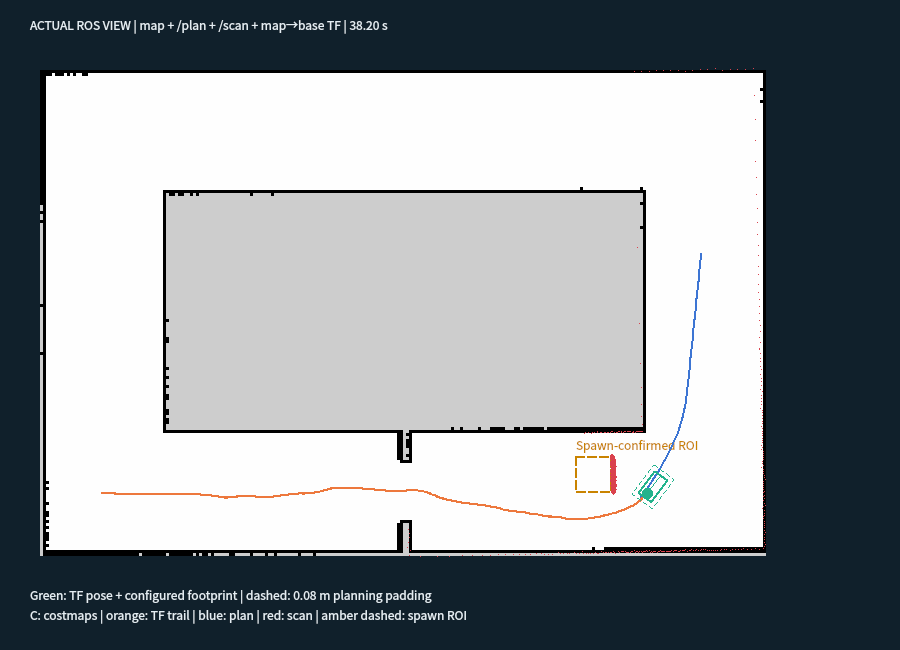 ACTUAL ROS VIEW | map + /plan + /scan + map→base TF | 38.20 s
Spawn-confirmed ROI
Green: TF pose + configured footprint | dashed: 0.08 m planning padding
C: costmaps | orange: TF trail | blue: plan | red: scan | amber dashed: spawn ROI